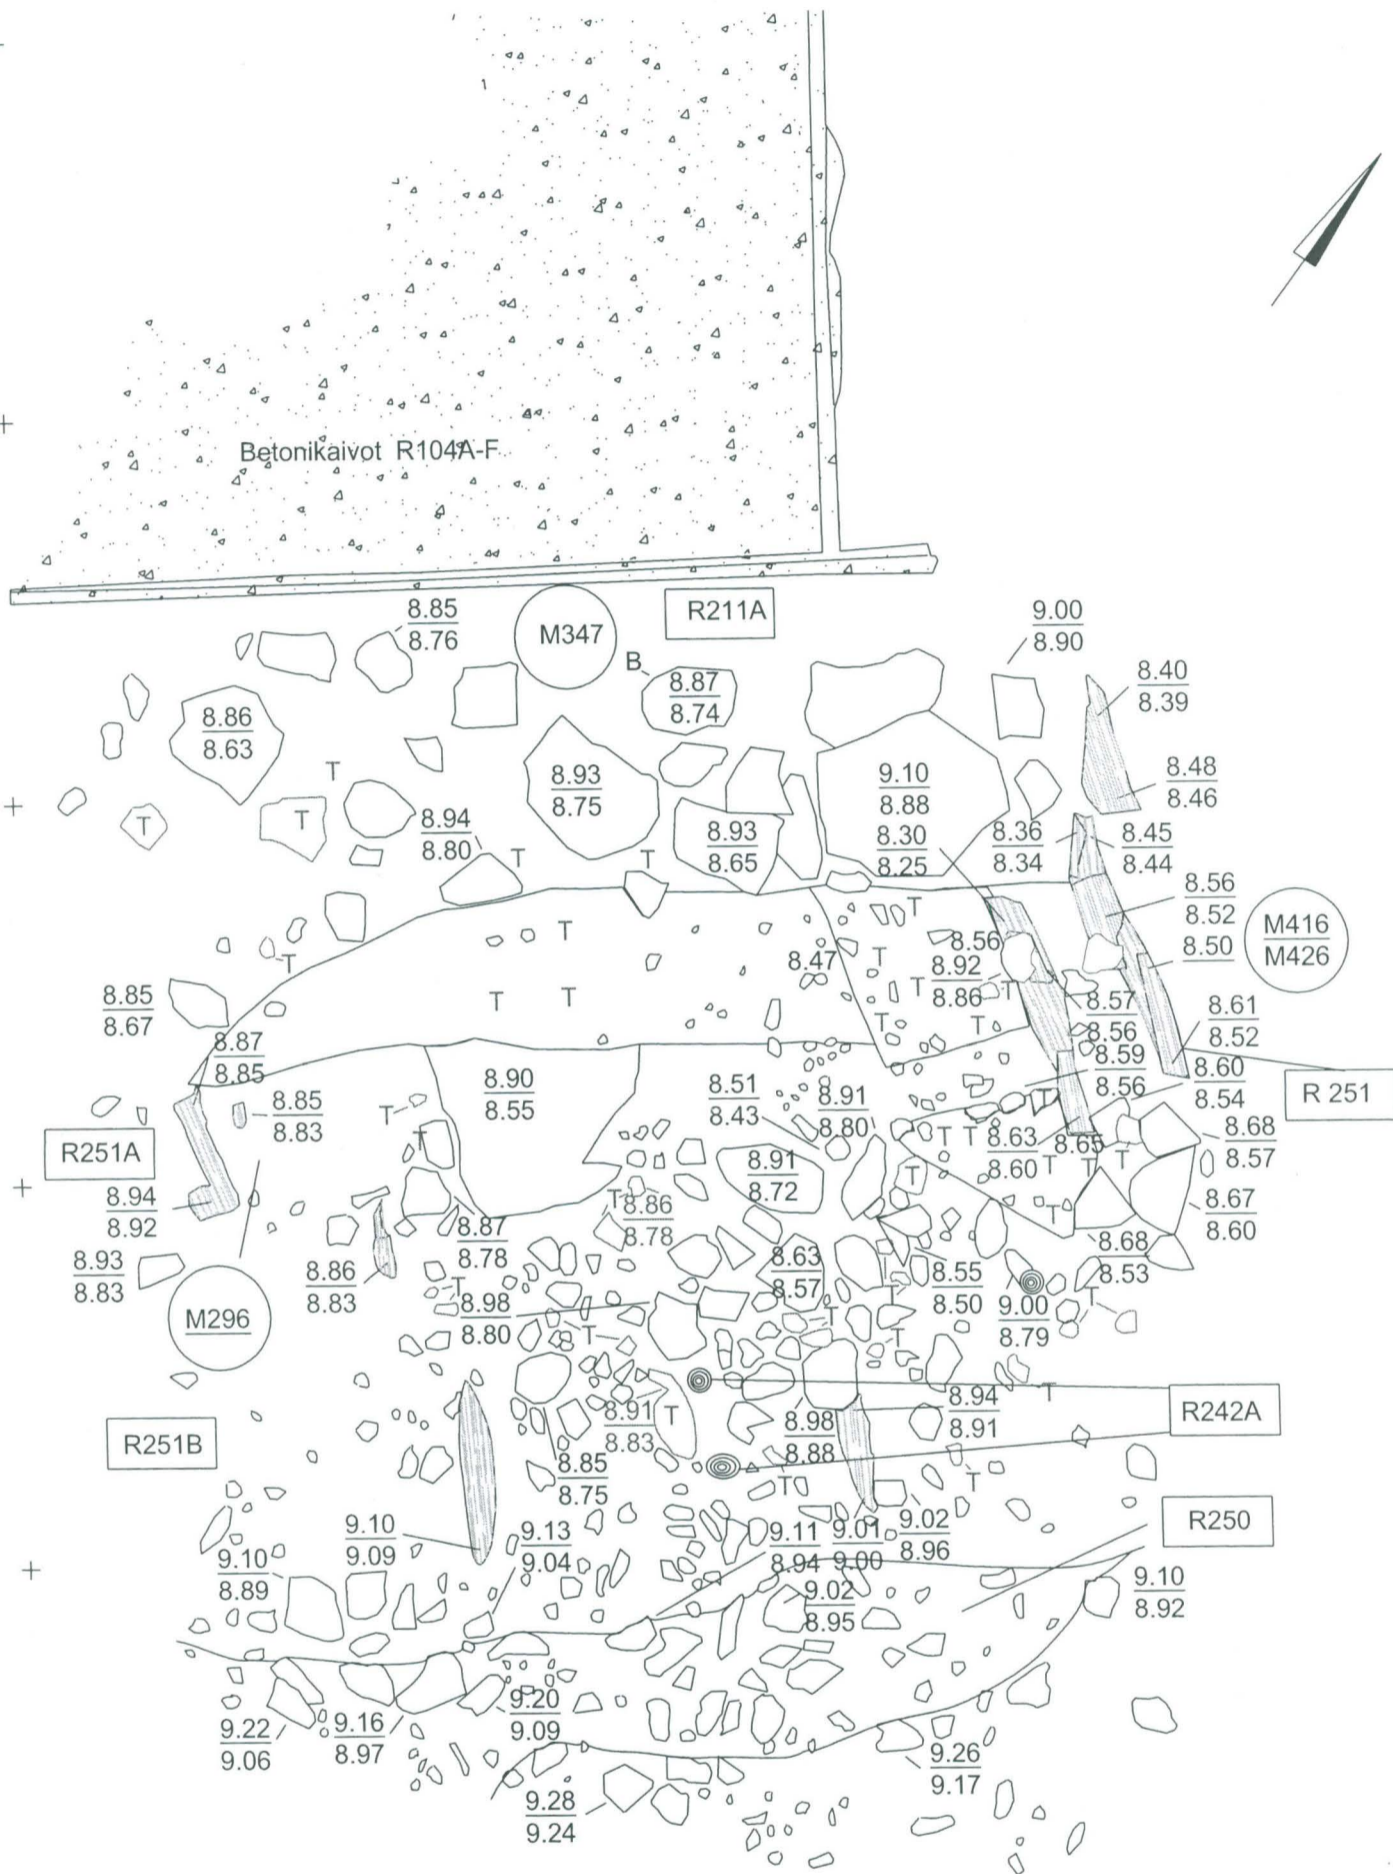 Betonikaivot R104A-F
8.85
8.76
M347
R211A
9.00
8.90
B
8.87
8.74
8.40
8.39
8.86
8.63
8.93
8.75
9.10
8.88
8.48
8.46
T
T
T
8.94
8.80
T
T
8.93
8.65
8.30
8.25
8.36
8.34
8.45
8.44
8.56
8.52
M416
M426
T
T
T
8.47
T
T
8.56
8.92
8.86
T
8.50
8.85
8.67
T
T
T
T
8.57
8.56
8.61
8.52
8.87
8.85
8.90
8.55
8.59
8.56
8.60
8.54
R 251
8.85
8.83
T
T
8.51
8.43
8.91
8.80
T
T
T
8.63
8.60
8.65
T
T
T
8.68
8.57
R251A
8.94
8.92
8.91
8.72
T
T
8.86
8.78
T
8.67
8.60
8.87
8.78
8.93
8.83
8.86
8.83
8.63
8.57
8.55
8.50
8.68
8.53
M296
T
8.98
8.80
T
T
T
T
9.00
8.79
T
T
8.91
8.83
T
8.98
8.88
8.94
8.91
R242A
R251B
8.85
8.75
T
T
9.10
9.09
9.13
9.04
9.11
8.94
9.01
9.00
9.02
8.96
R250
9.10
8.89
9.02
8.95
9.10
8.92
9.22
9.06
9.16
8.97
9.20
9.09
9.26
9.17
9.28
9.24